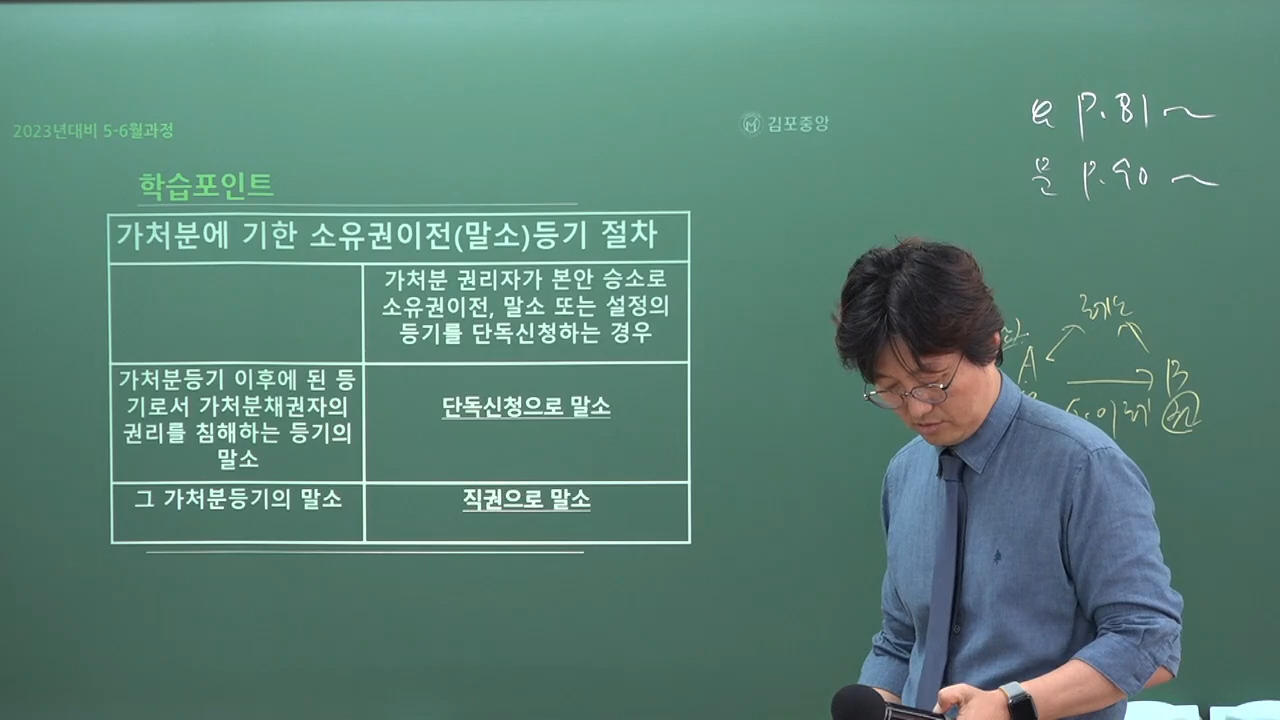 2023년대비 5-6월과정
김포중앙
요 P.81~
문 P.90~
학습포인트
가처분에 기한 소유권이전(말소)등기 절차
가처분 권리자가 본안 승소로
소유권이전, 말소 또는 설정의
등기를 단독신청하는 경우
가처분등기 이후에 된 등
기로서 가처분채권자의
권리를 침해하는 등기의
말소
단독신청으로 말소
그 가처분등기의 말소
직권으로 말소
A
B